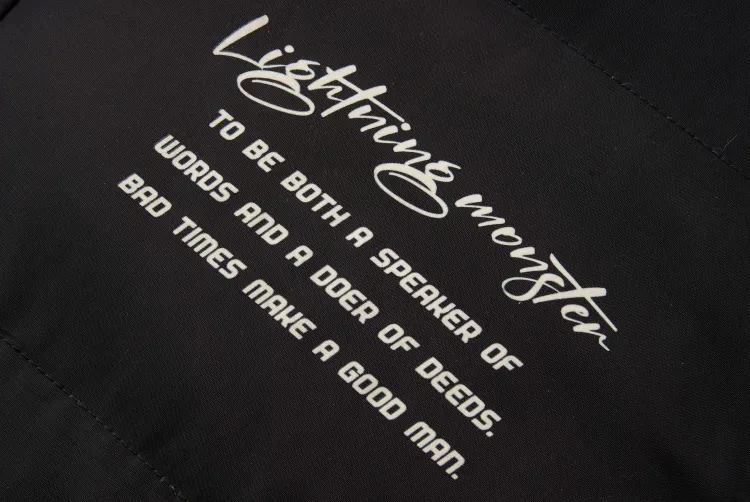 Lightning monster
TO BE BOTH A SPEAKER OF
WORDS AND A DOER OF DEEDS.
BAD TIMES MAKE A GOOD MAN.